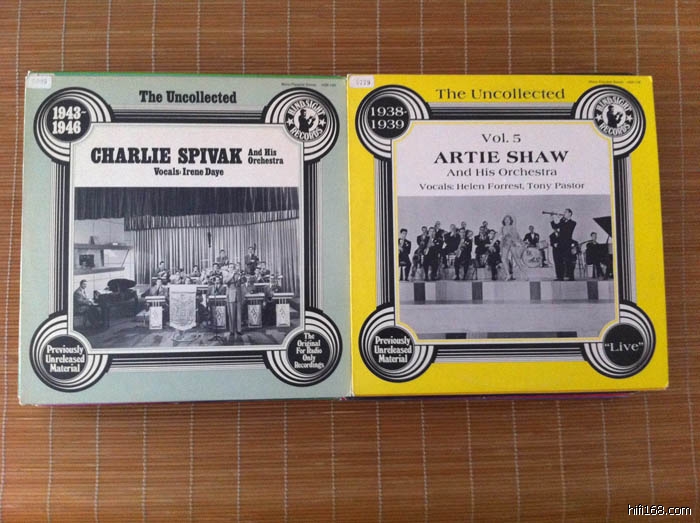 The Uncollected
1943-
1946
HINDSIGHT
RECORDS
CHARLIE SPIVAK And His
Orchestra
Vocals: Irene Daye
Previously
Unreleased
Material
The
Original
For Radio
Only
Recordings
The Uncollected
1938-
1939
HINDSIGHT
RECORDS
Vol. 5
ARTIE SHAW
And His Orchestra
Vocals: Helen Forrest, Tony Pastor
Previously
Unreleased
Material
"Live"
hifi168.com